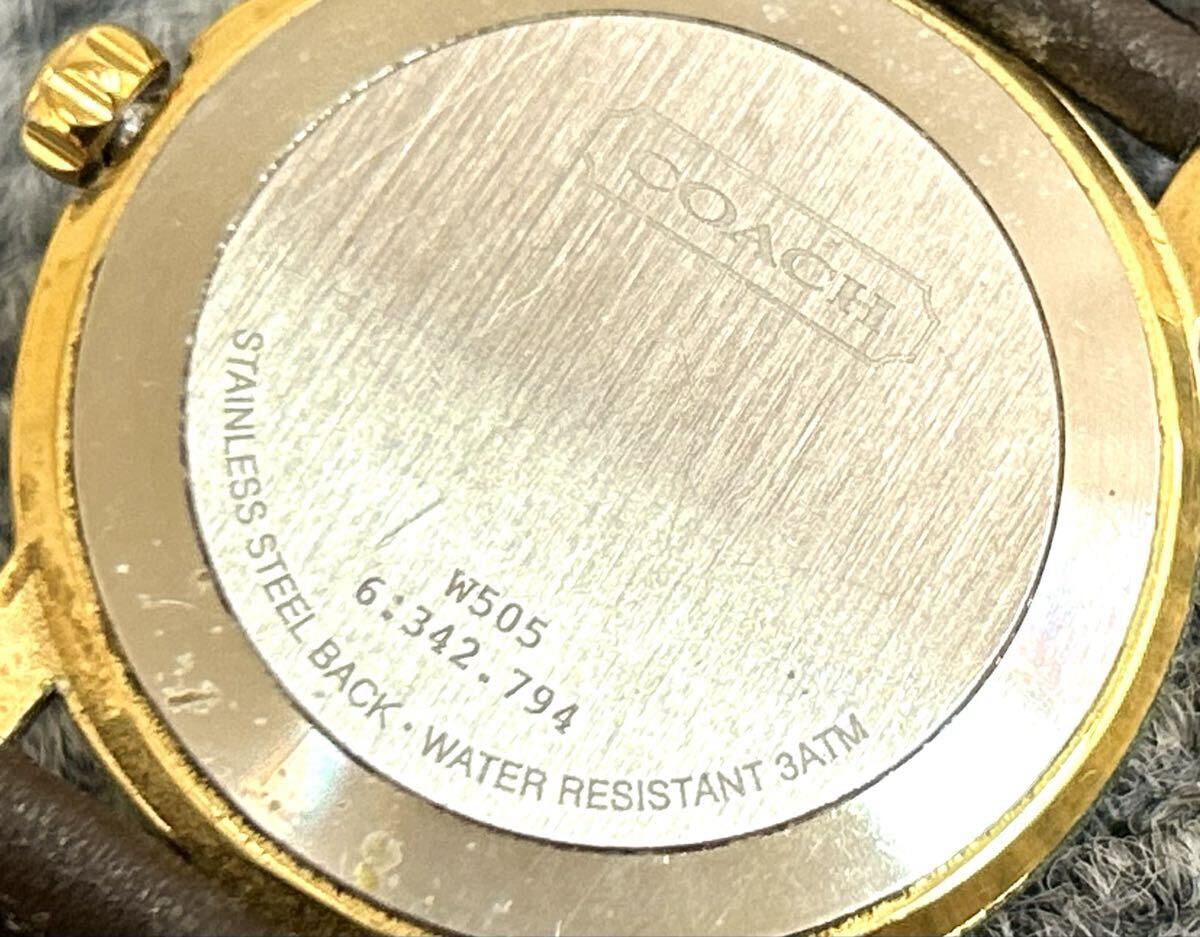 COACH
W505
6:342.794
STAINLESS STEEL BACK · WATER RESISTANT 3ATM